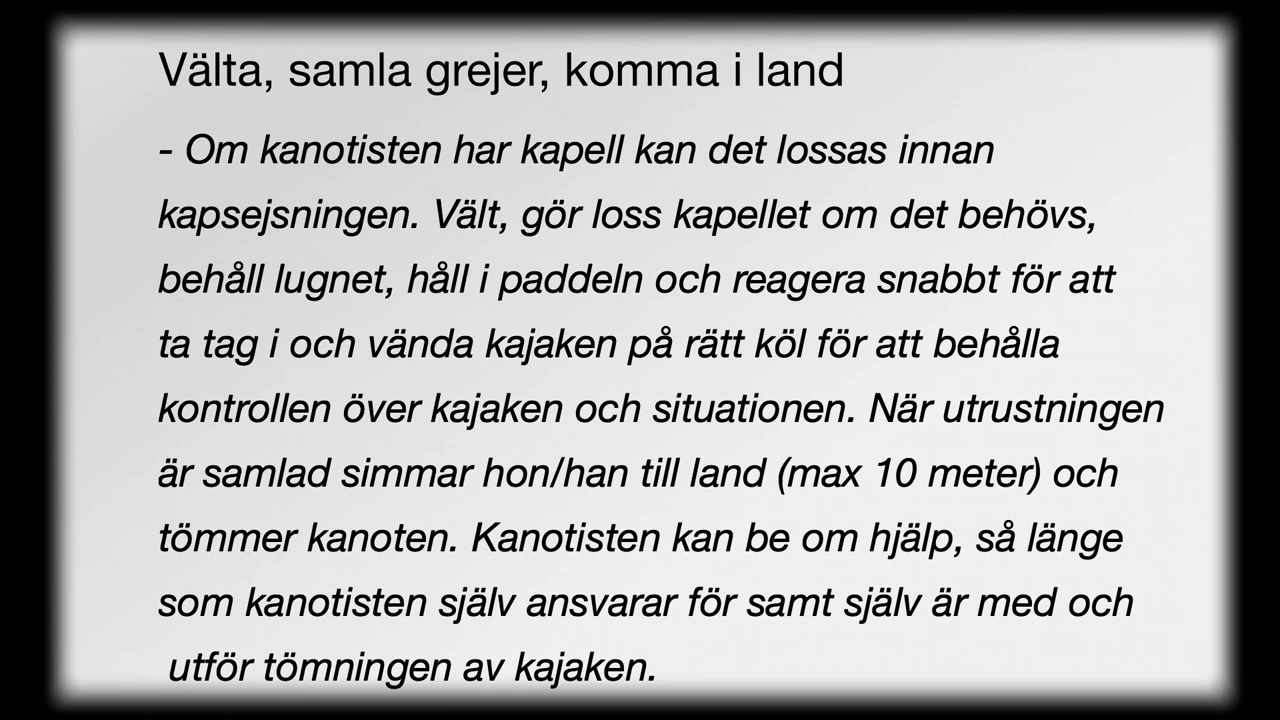 Välta, samla grejer, komma i land
- Om kanotisten har kapell kan det lossas innan
kapsejsningen. Vält, gör loss kapellet om det behövs,
behåll lugnet, håll i paddeln och reagera snabbt för att
ta tag i och vända kajaken på rätt köl för att behålla
kontrollen över kajaken och situationen. När utrustningen
är samlad simmar hon/han till land (max 10 meter) och
tömmer kanoten. Kanotisten kan be om hjälp, så länge
som kanotisten själv ansvarar för samt själv är med och
utför tömningen av kajaken.